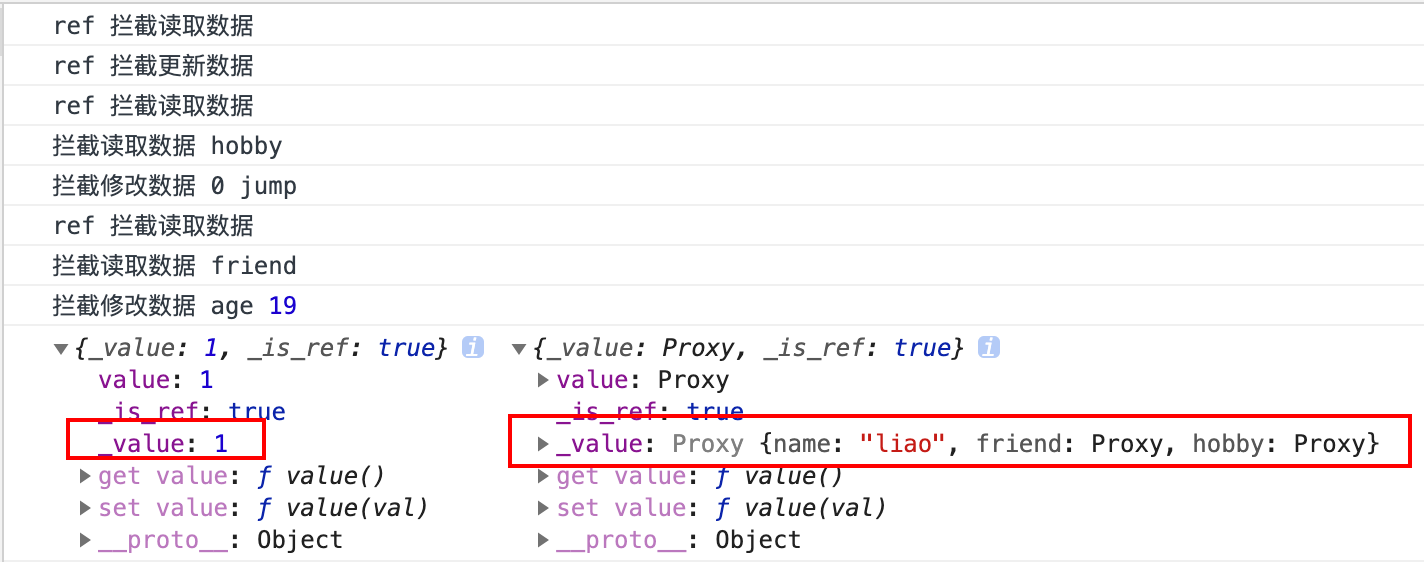 ref 拦截读取数据
ref 拦截更新数据
ref 拦截读取数据
拦截读取数据 hobby
拦截修改数据 0 jump
ref 拦截读取数据
拦截读取数据 friend
拦截修改数据 age 19
▼{_value: 1, _is_ref: true} i ▼{_value: Proxy, _is_ref: true} i
value: 1 ▶value: Proxy
_is_ref: true _is_ref: true
_value: 1 ▶_value: Proxy {name: "liao", friend: Proxy, hobby: Proxy}
▶get value: ƒ value() ▶get value: ƒ value()
▶set value: ƒ value(val) ▶set value: ƒ value(val)
▶__proto__: Object ▶__proto__: Object